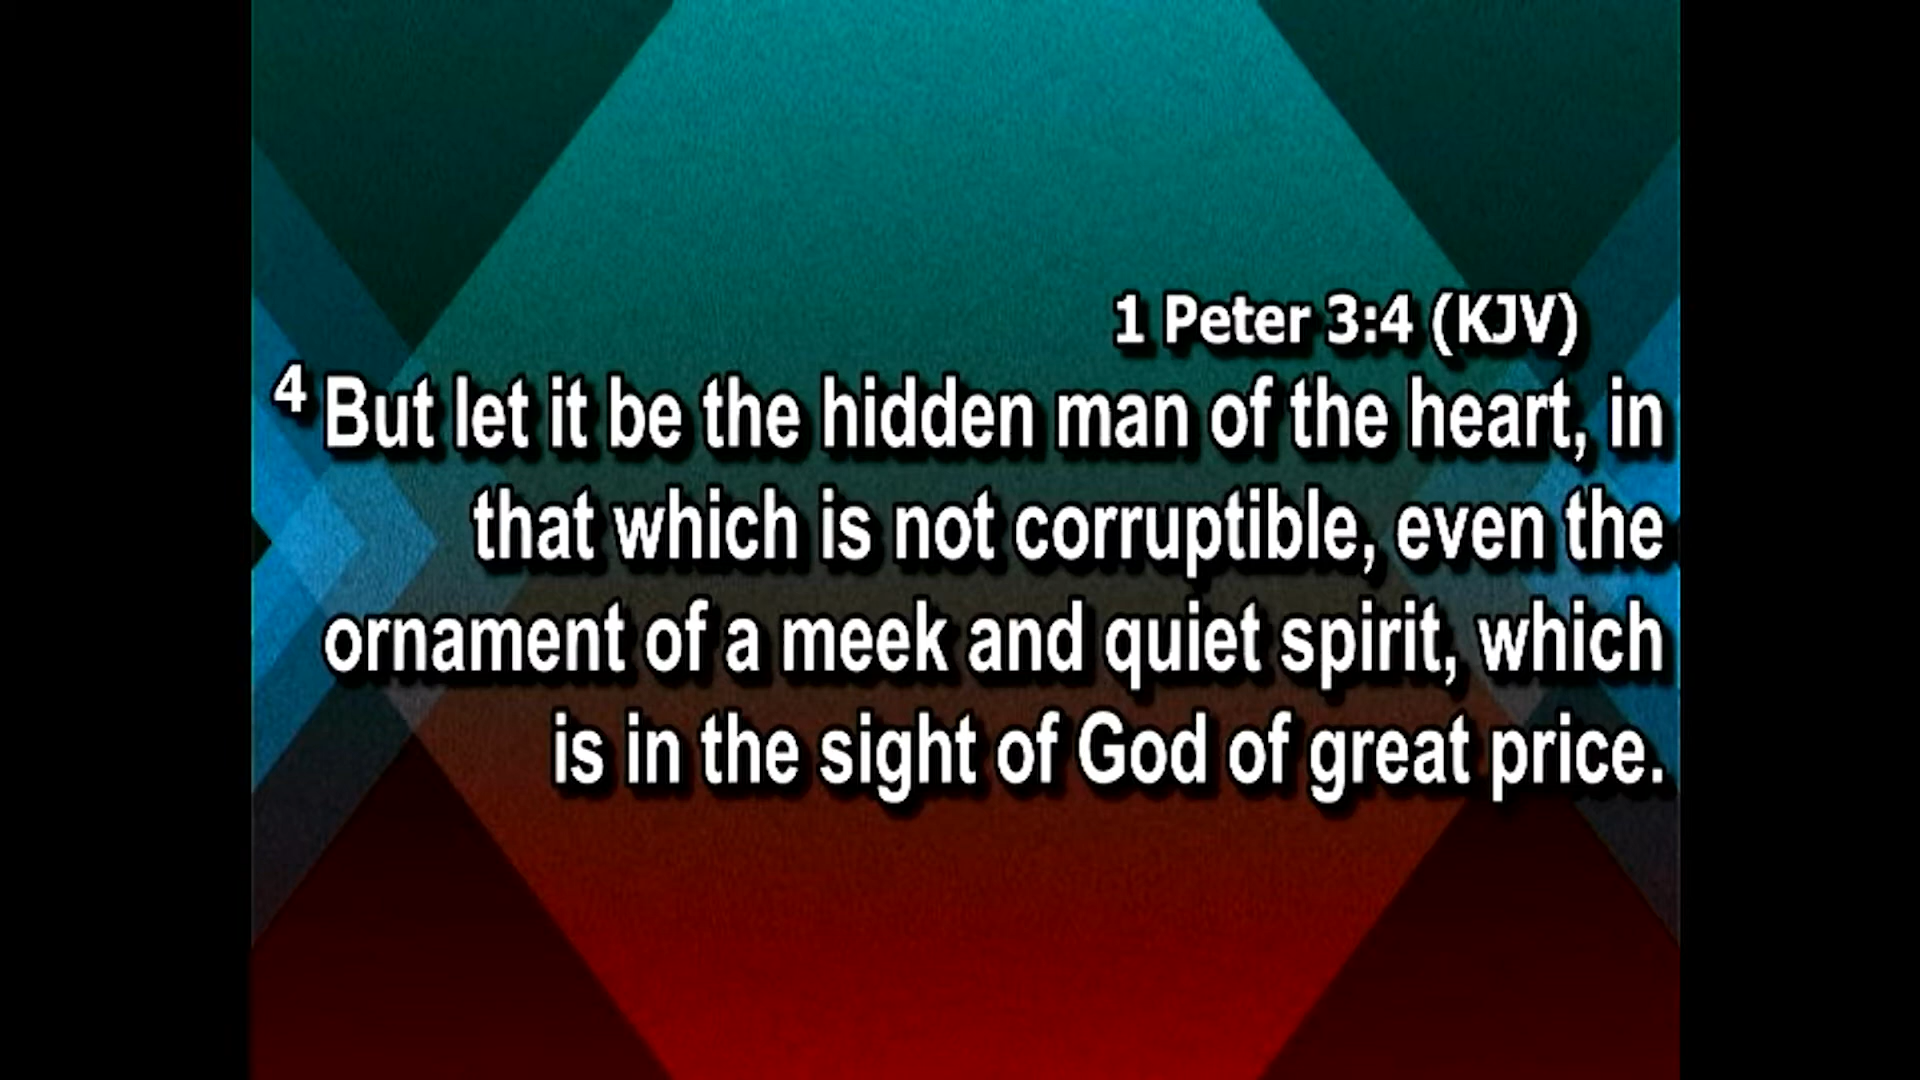 1 Peter 3:4 (KJV)
4 But let it be the hidden man of the heart, in
that which is not corruptible, even the
ornament of a meek and quiet spirit, which
is in the sight of God of great price.